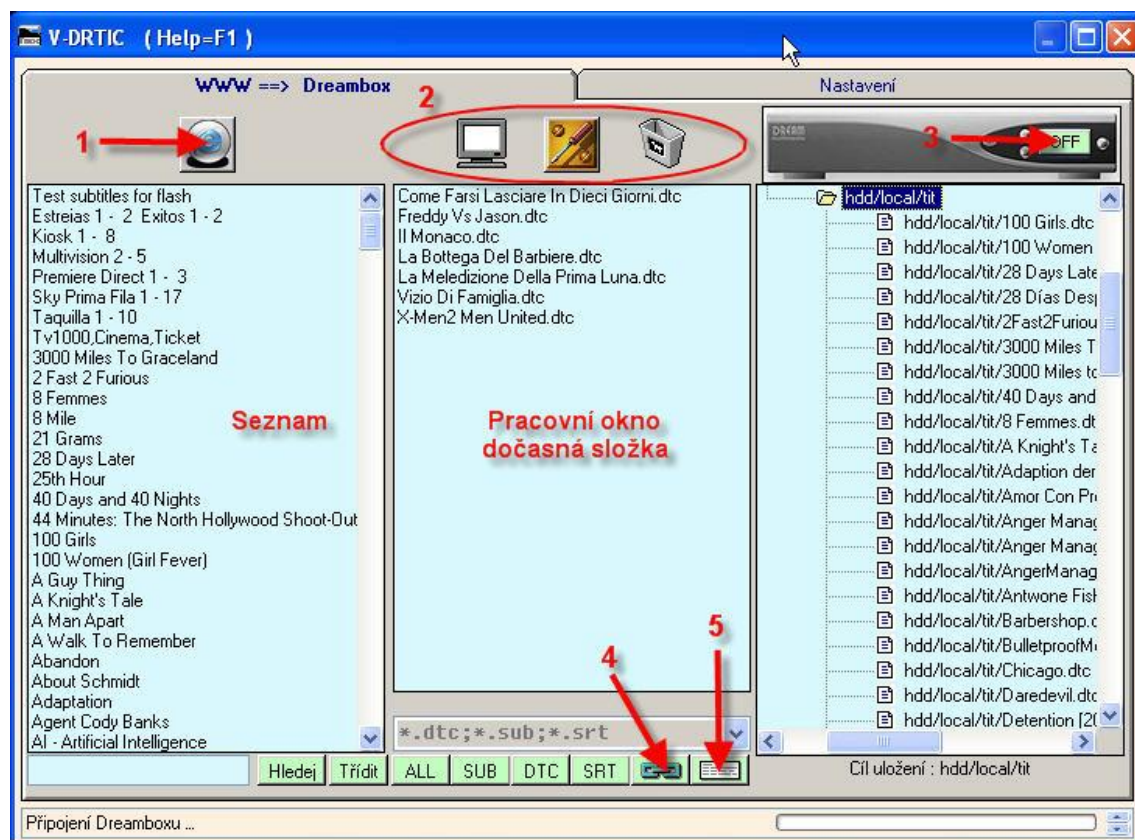 V-DRTIC ( Help=F1 )
WWW ==> Dreambox
Nastavení
1
2
3
DREAM
OFF
Test subtitles for flash
Estreias 1 - 2 Exitos 1 - 2
Kiosk 1 - 8
Multivision 2 - 5
Premiere Direct 1 - 3
Sky Prima Fila 1 - 17
Taquilla 1 - 10
Tv1000,Cinema,Ticket
3000 Miles To Graceland
2 Fast 2 Furious
8 Femmes
8 Mile
21 Grams
28 Days Later
25th Hour
40 Days and 40 Nights
44 Minutes: The North Hollywood Shoot-Out
100 Girls
100 Women (Girl Fever)
A Guy Thing
A Knight's Tale
A Man Apart
A Walk To Remember
Abandon
About Schmidt
Adaptation
Agent Cody Banks
AI - Artificial Intelligence
Seznam
Come Farsi Lasciare In Dieci Giorni.dtc
Freddy Vs Jason.dtc
Il Monaco.dtc
La Bottega Del Barbiere.dtc
La Meledizione Della Prima Luna.dtc
Vizio Di Famiglia.dtc
X-Men2 Men United.dtc
Pracovní okno
dočasná složka
4
5
hdd/local/tit
hdd/local/tit/100 Girls.dtc
hdd/local/tit/100 Women
hdd/local/tit/28 Days Late
hdd/local/tit/28 Días Desp
hdd/local/tit/2Fast2Furiou
hdd/local/tit/3000 Miles T
hdd/local/tit/3000 Miles to
hdd/local/tit/40 Days and
hdd/local/tit/8 Femmes.dt
hdd/local/tit/A Knight's Ta
hdd/local/tit/Adaption der
hdd/local/tit/Amor Con Pre
hdd/local/tit/Anger Manag
hdd/local/tit/Anger Manag
hdd/local/tit/AngerManag
hdd/local/tit/Antwone Fish
hdd/local/tit/Barbershop.d
hdd/local/tit/BulletproofMo
hdd/local/tit/Chicago.dtc
hdd/local/tit/Daredevil.dtc
hdd/local/tit/Detention [20
*.dtc;*.sub;*.srt
Hledej
Třídit
ALL
SUB
DTC
SRT
Cíl uložení : hdd/local/tit
Připojení Dreamboxu ...